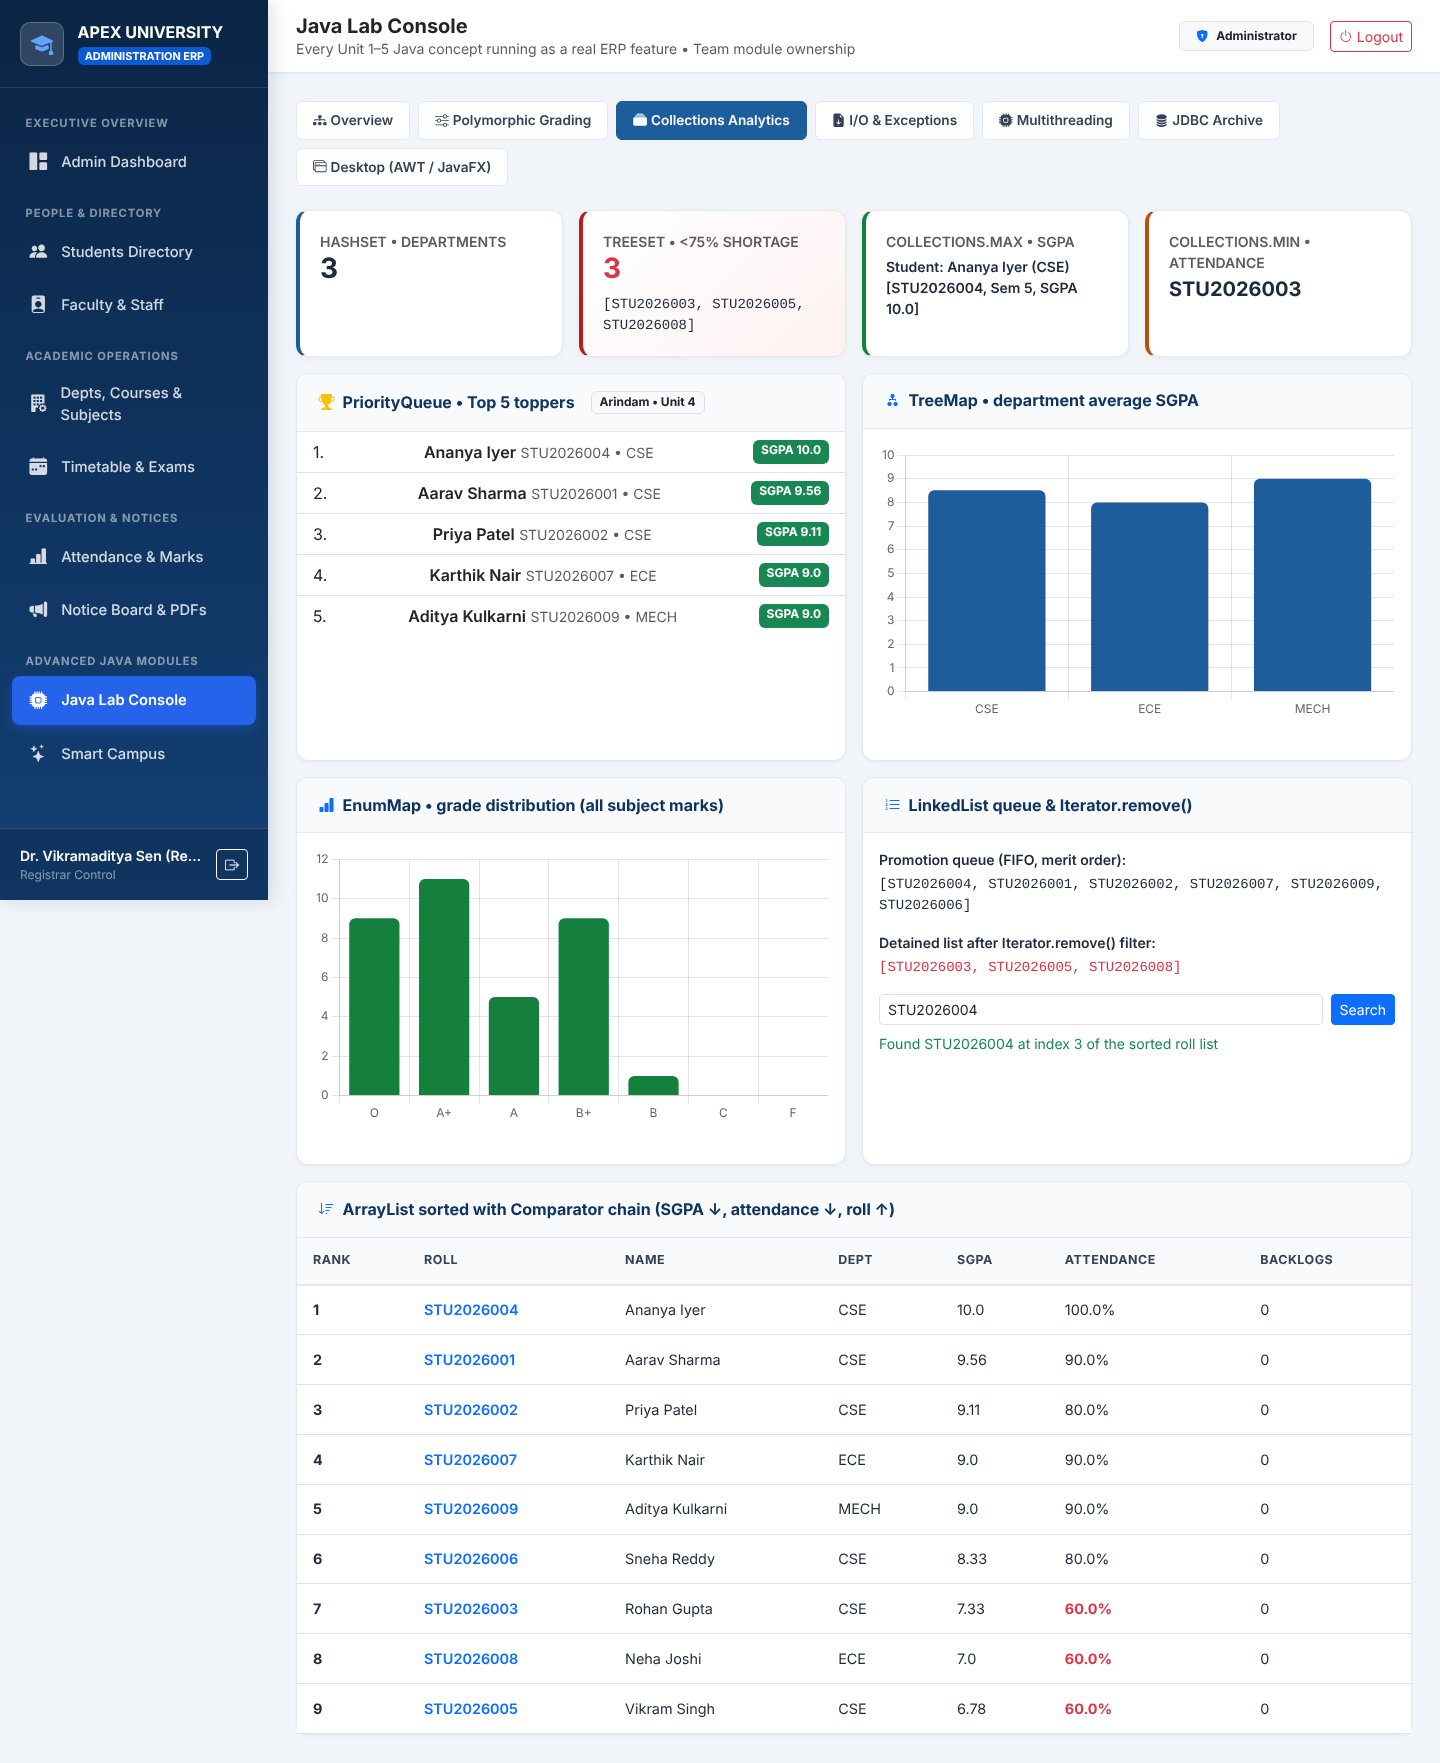 APEX UNIVERSITY
ADMINISTRATION ERP
EXECUTIVE OVERVIEW
Admin Dashboard
PEOPLE & DIRECTORY
Students Directory
Faculty & Staff
ACADEMIC OPERATIONS
Depts, Courses &
Subjects
Timetable & Exams
EVALUATION & NOTICES
Attendance & Marks
Notice Board & PDFs
ADVANCED JAVA MODULES
Java Lab Console
Smart Campus
Dr. Vikramaditya Sen (Re...
Registrar Control
Java Lab Console
Every Unit 1–5 Java concept running as a real ERP feature • Team module ownership
Administrator
Logout
Overview
Polymorphic Grading
Collections Analytics
I/O & Exceptions
Multithreading
JDBC Archive
Desktop (AWT / JavaFX)
HASHSET • DEPARTMENTS
3
TREESET • <75% SHORTAGE
3
[STU2026003, STU2026005,
STU2026008]
COLLECTIONS.MAX • SGPA
Student: Ananya Iyer (CSE)
[STU2026004, Sem 5, SGPA
10.0]
COLLECTIONS.MIN •
ATTENDANCE
STU2026003
PriorityQueue • Top 5 toppers
Arindam • Unit 4
1. Ananya Iyer STU2026004 • CSE SGPA 10.0
2. Aarav Sharma STU2026001 • CSE SGPA 9.56
3. Priya Patel STU2026002 • CSE SGPA 9.11
4. Karthik Nair STU2026007 • ECE SGPA 9.0
5. Aditya Kulkarni STU2026009 • MECH SGPA 9.0
TreeMap • department average SGPA
10
9
8
7
6
5
4
3
2
1
0
CSE ECE MECH
EnumMap • grade distribution (all subject marks)
12
10
8
6
4
2
0
O A+ A B+ B C F
LinkedList queue & Iterator.remove()
Promotion queue (FIFO, merit order):
[STU2026004, STU2026001, STU2026002, STU2026007, STU2026009,
STU2026006]
Detained list after Iterator.remove() filter:
[STU2026003, STU2026005, STU2026008]
STU2026004
Search
Found STU2026004 at index 3 of the sorted roll list
ArrayList sorted with Comparator chain (SGPA ↓, attendance ↓, roll ↑)
RANK ROLL NAME DEPT SGPA ATTENDANCE BACKLOGS
1 STU2026004 Ananya Iyer CSE 10.0 100.0% 0
2 STU2026001 Aarav Sharma CSE 9.56 90.0% 0
3 STU2026002 Priya Patel CSE 9.11 80.0% 0
4 STU2026007 Karthik Nair ECE 9.0 90.0% 0
5 STU2026009 Aditya Kulkarni MECH 9.0 90.0% 0
6 STU2026006 Sneha Reddy CSE 8.33 80.0% 0
7 STU2026003 Rohan Gupta CSE 7.33 60.0% 0
8 STU2026008 Neha Joshi ECE 7.0 60.0% 0
9 STU2026005 Vikram Singh CSE 6.78 60.0% 0